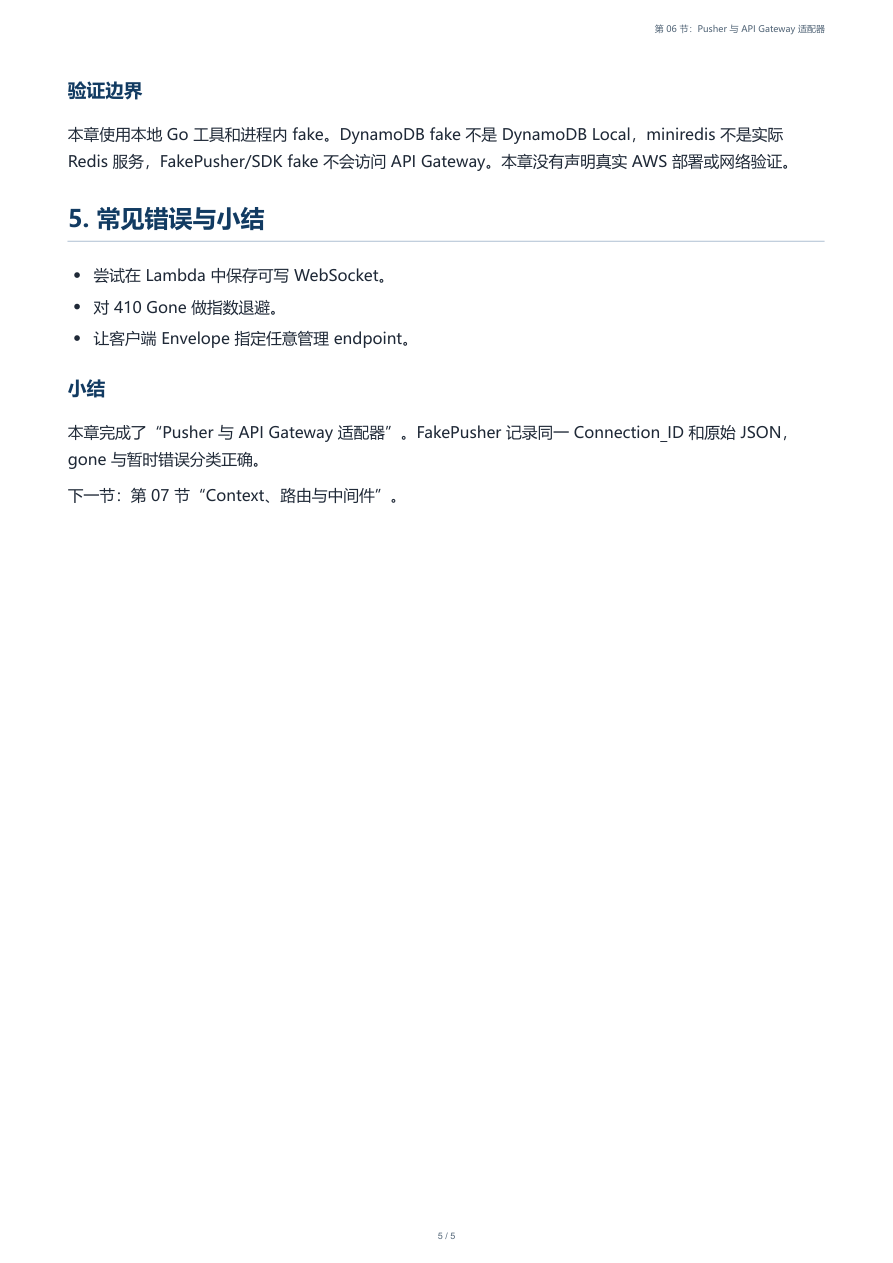 第 06 节：Pusher 与 API Gateway 适配器
验证边界
本章使用本地 Go 工具和进程内 fake。DynamoDB fake 不是 DynamoDB Local，miniredis 不是实际
Redis 服务，FakePusher/SDK fake 不会访问 API Gateway。本章没有声明真实 AWS 部署或网络验证。
5. 常见错误与小结
• 尝试在 Lambda 中保存可写 WebSocket。
• 对 410 Gone 做指数退避。
• 让客户端 Envelope 指定任意管理 endpoint。
小结
本章完成了“Pusher 与 API Gateway 适配器”。FakePusher 记录同一 Connection_ID 和原始 JSON，
gone 与暂时错误分类正确。
下一节：第 07 节“Context、路由与中间件”。
5 / 5